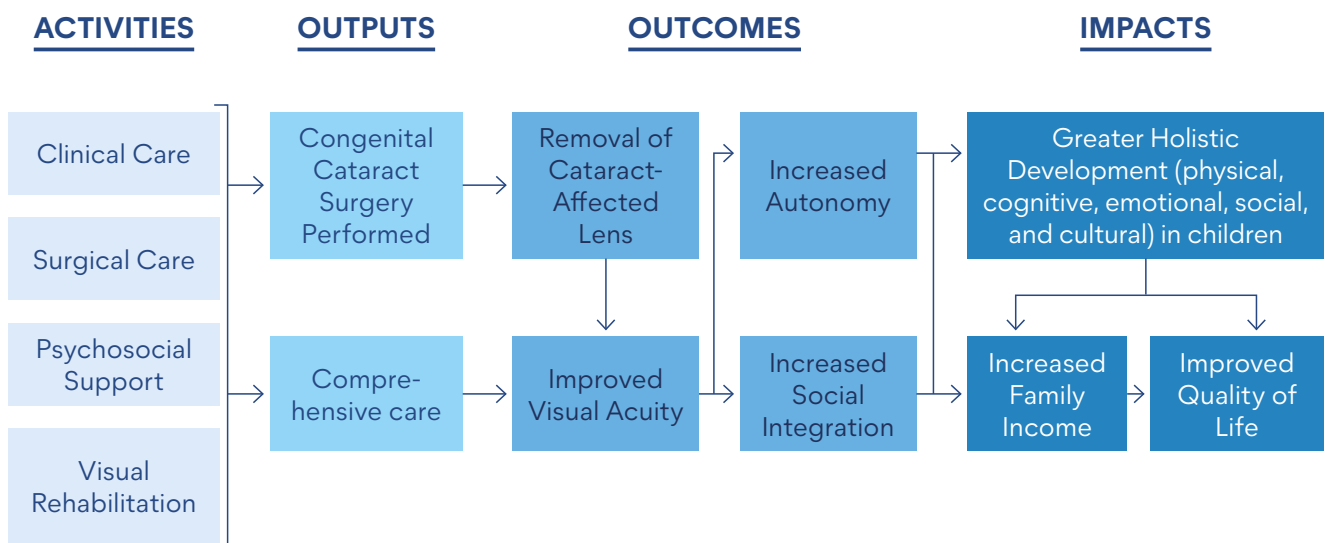 ACTIVITIES
OUTPUTS
OUTCOMES
IMPACTS
Clinical Care
Surgical Care
Psychosocial
Support
Visual
Rehabilitation
Congenital
Cataract
Surgery
Performed
Compre-
hensive care
Removal of
Cataract-
Affected
Lens
Improved
Visual Acuity
Increased
Autonomy
Increased
Social
Integration
Greater Holistic
Development (physical,
cognitive, emotional, social,
and cultural) in children
Increased
Family
Income
Improved
Quality of
Life